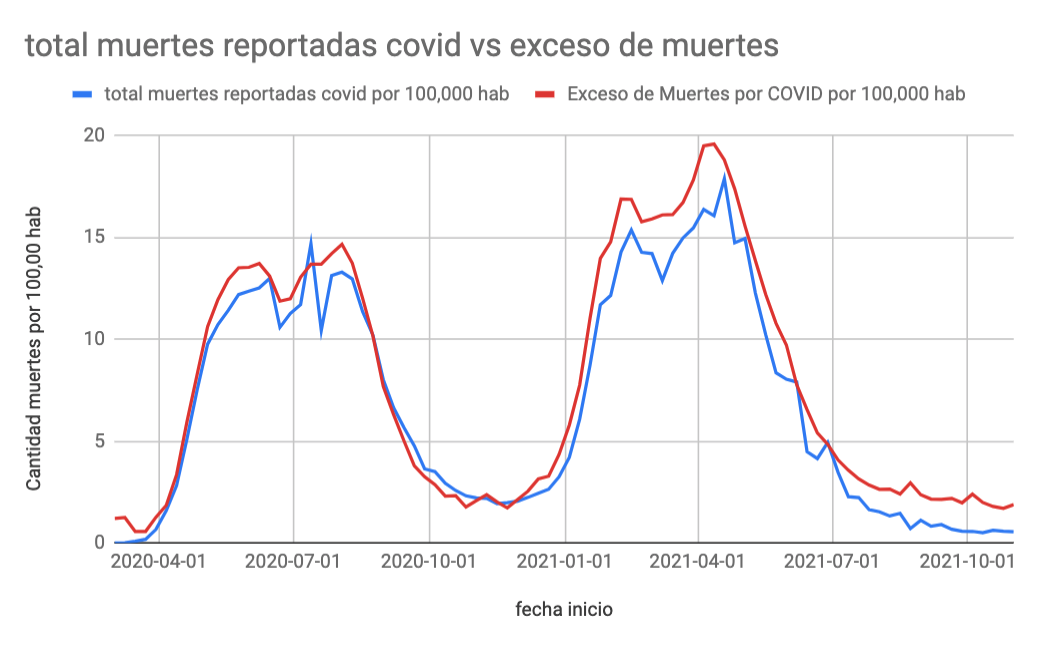 total muertes reportadas covid vs exceso de muertes
total muertes reportadas covid por 100,000 hab Exceso de Muertes por COVID por 100,000 hab
Cantidad muertes por 100,00 hab
20
15
10
5
0
2020-04-01 2020-07-01 2020-10-01 2021-01-01 2021-04-01 2021-07-01 2021-10-01
fecha inicio